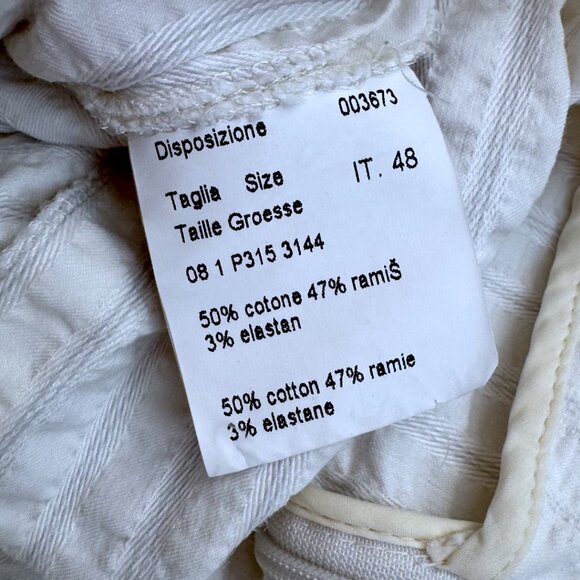 Disposizione 003673
Taglia Size IT. 48
Taille Groesse
08 1 P315 3144
50% cotone 47% ramiŠ
3% elastan
50% cotton 47% ramie
3% elastane